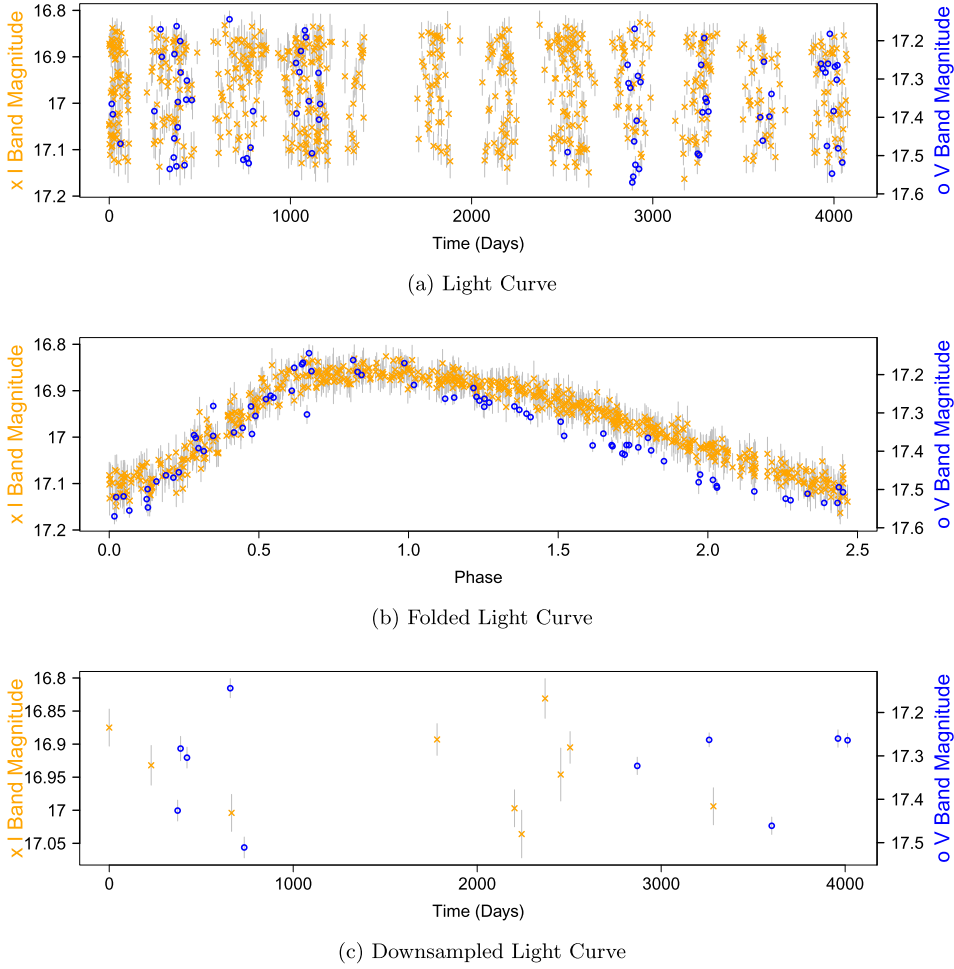 x I Band Magnitude
16.8
16.9
17
17.1
17.2
17.2
17.3
17.4
17.5
17.6
o V Band Magnitude
0 1000 2000 3000 4000
Time (Days)
(a) Light Curve
x I Band Magnitude
16.8
16.9
17
17.1
17.2
17.2
17.3
17.4
17.5
17.6
o V Band Magnitude
0.0 0.5 1.0 1.5 2.0 2.5
Phase
(b) Folded Light Curve
x I Band Magnitude
16.8
16.85
16.9
16.95
17
17.05
17.2
17.3
17.4
17.5
o V Band Magnitude
0 1000 2000 3000 4000
Time (Days)
(c) Downsampled Light Curve